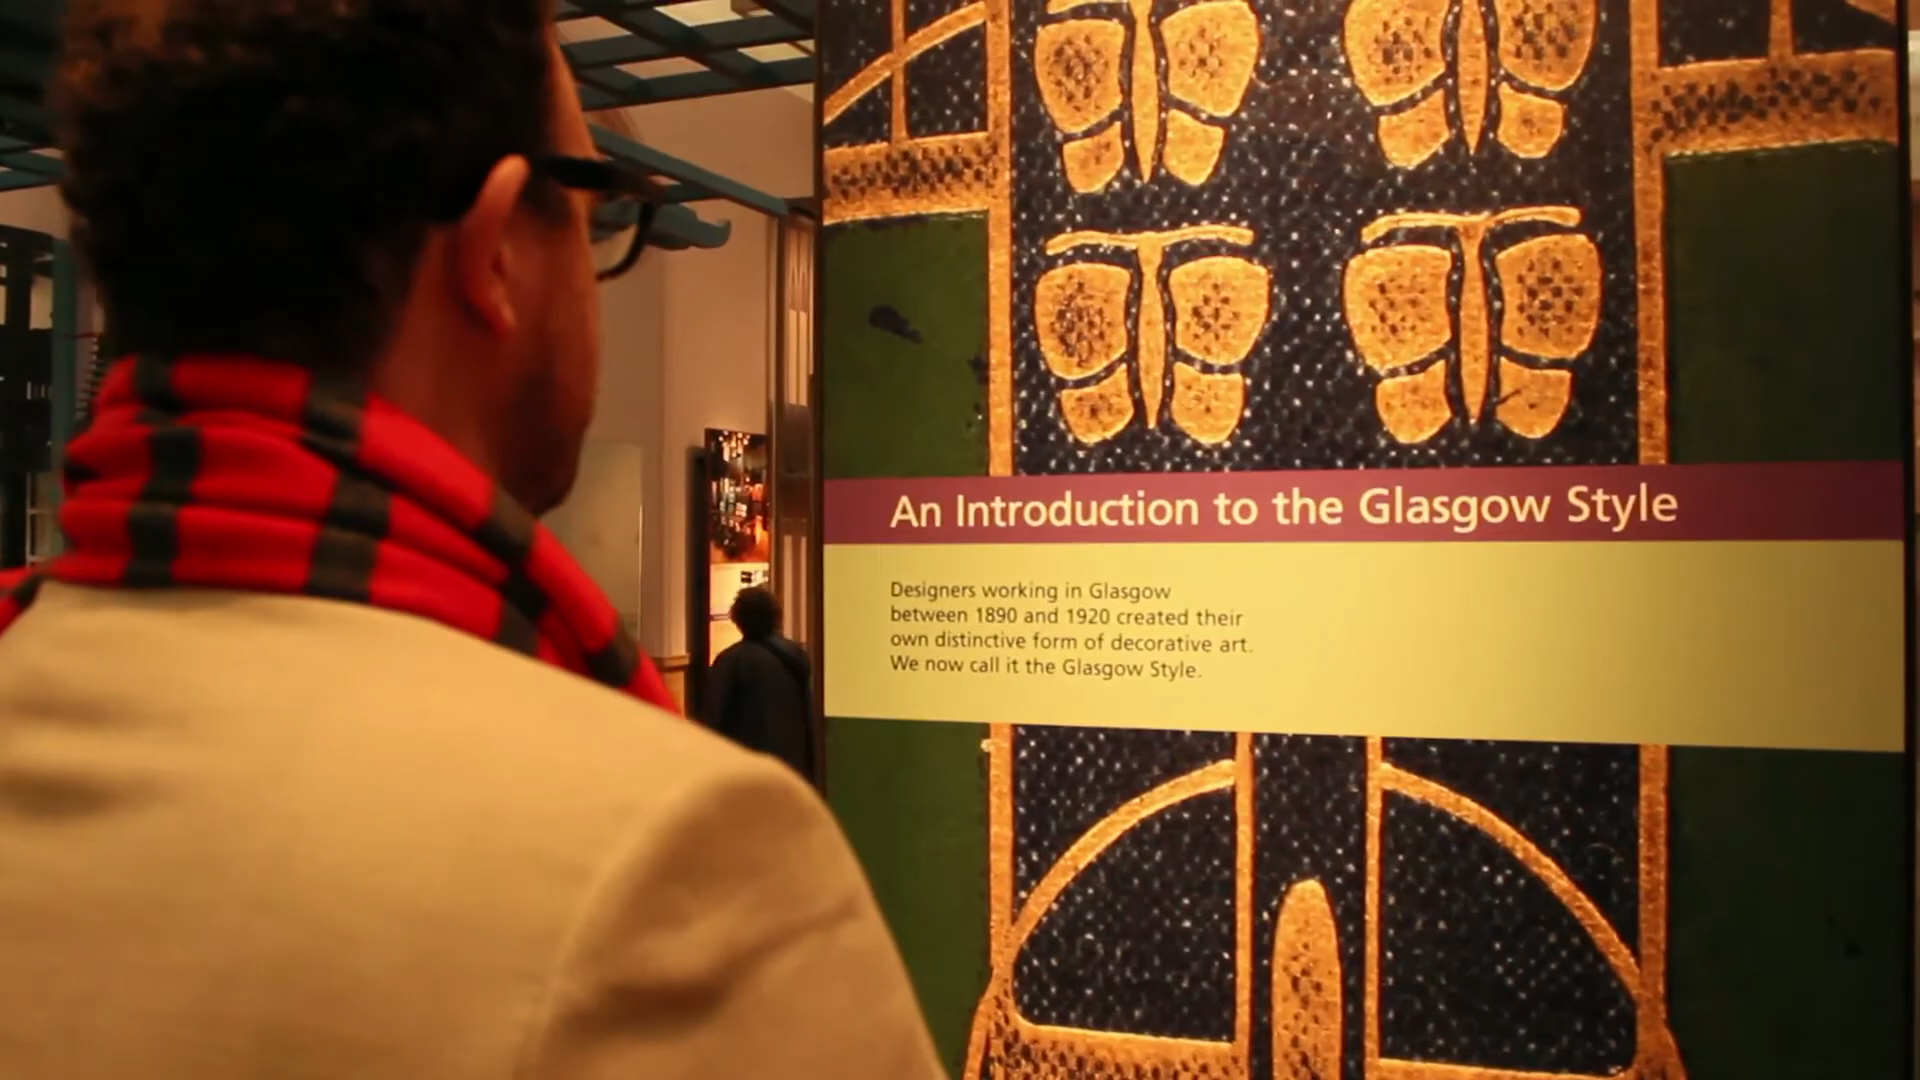 An Introduction to the Glasgow Style
Designers working in Glasgow
between 1890 and 1920 created their
own distinctive form of decorative art.
We now call it the Glasgow Style.